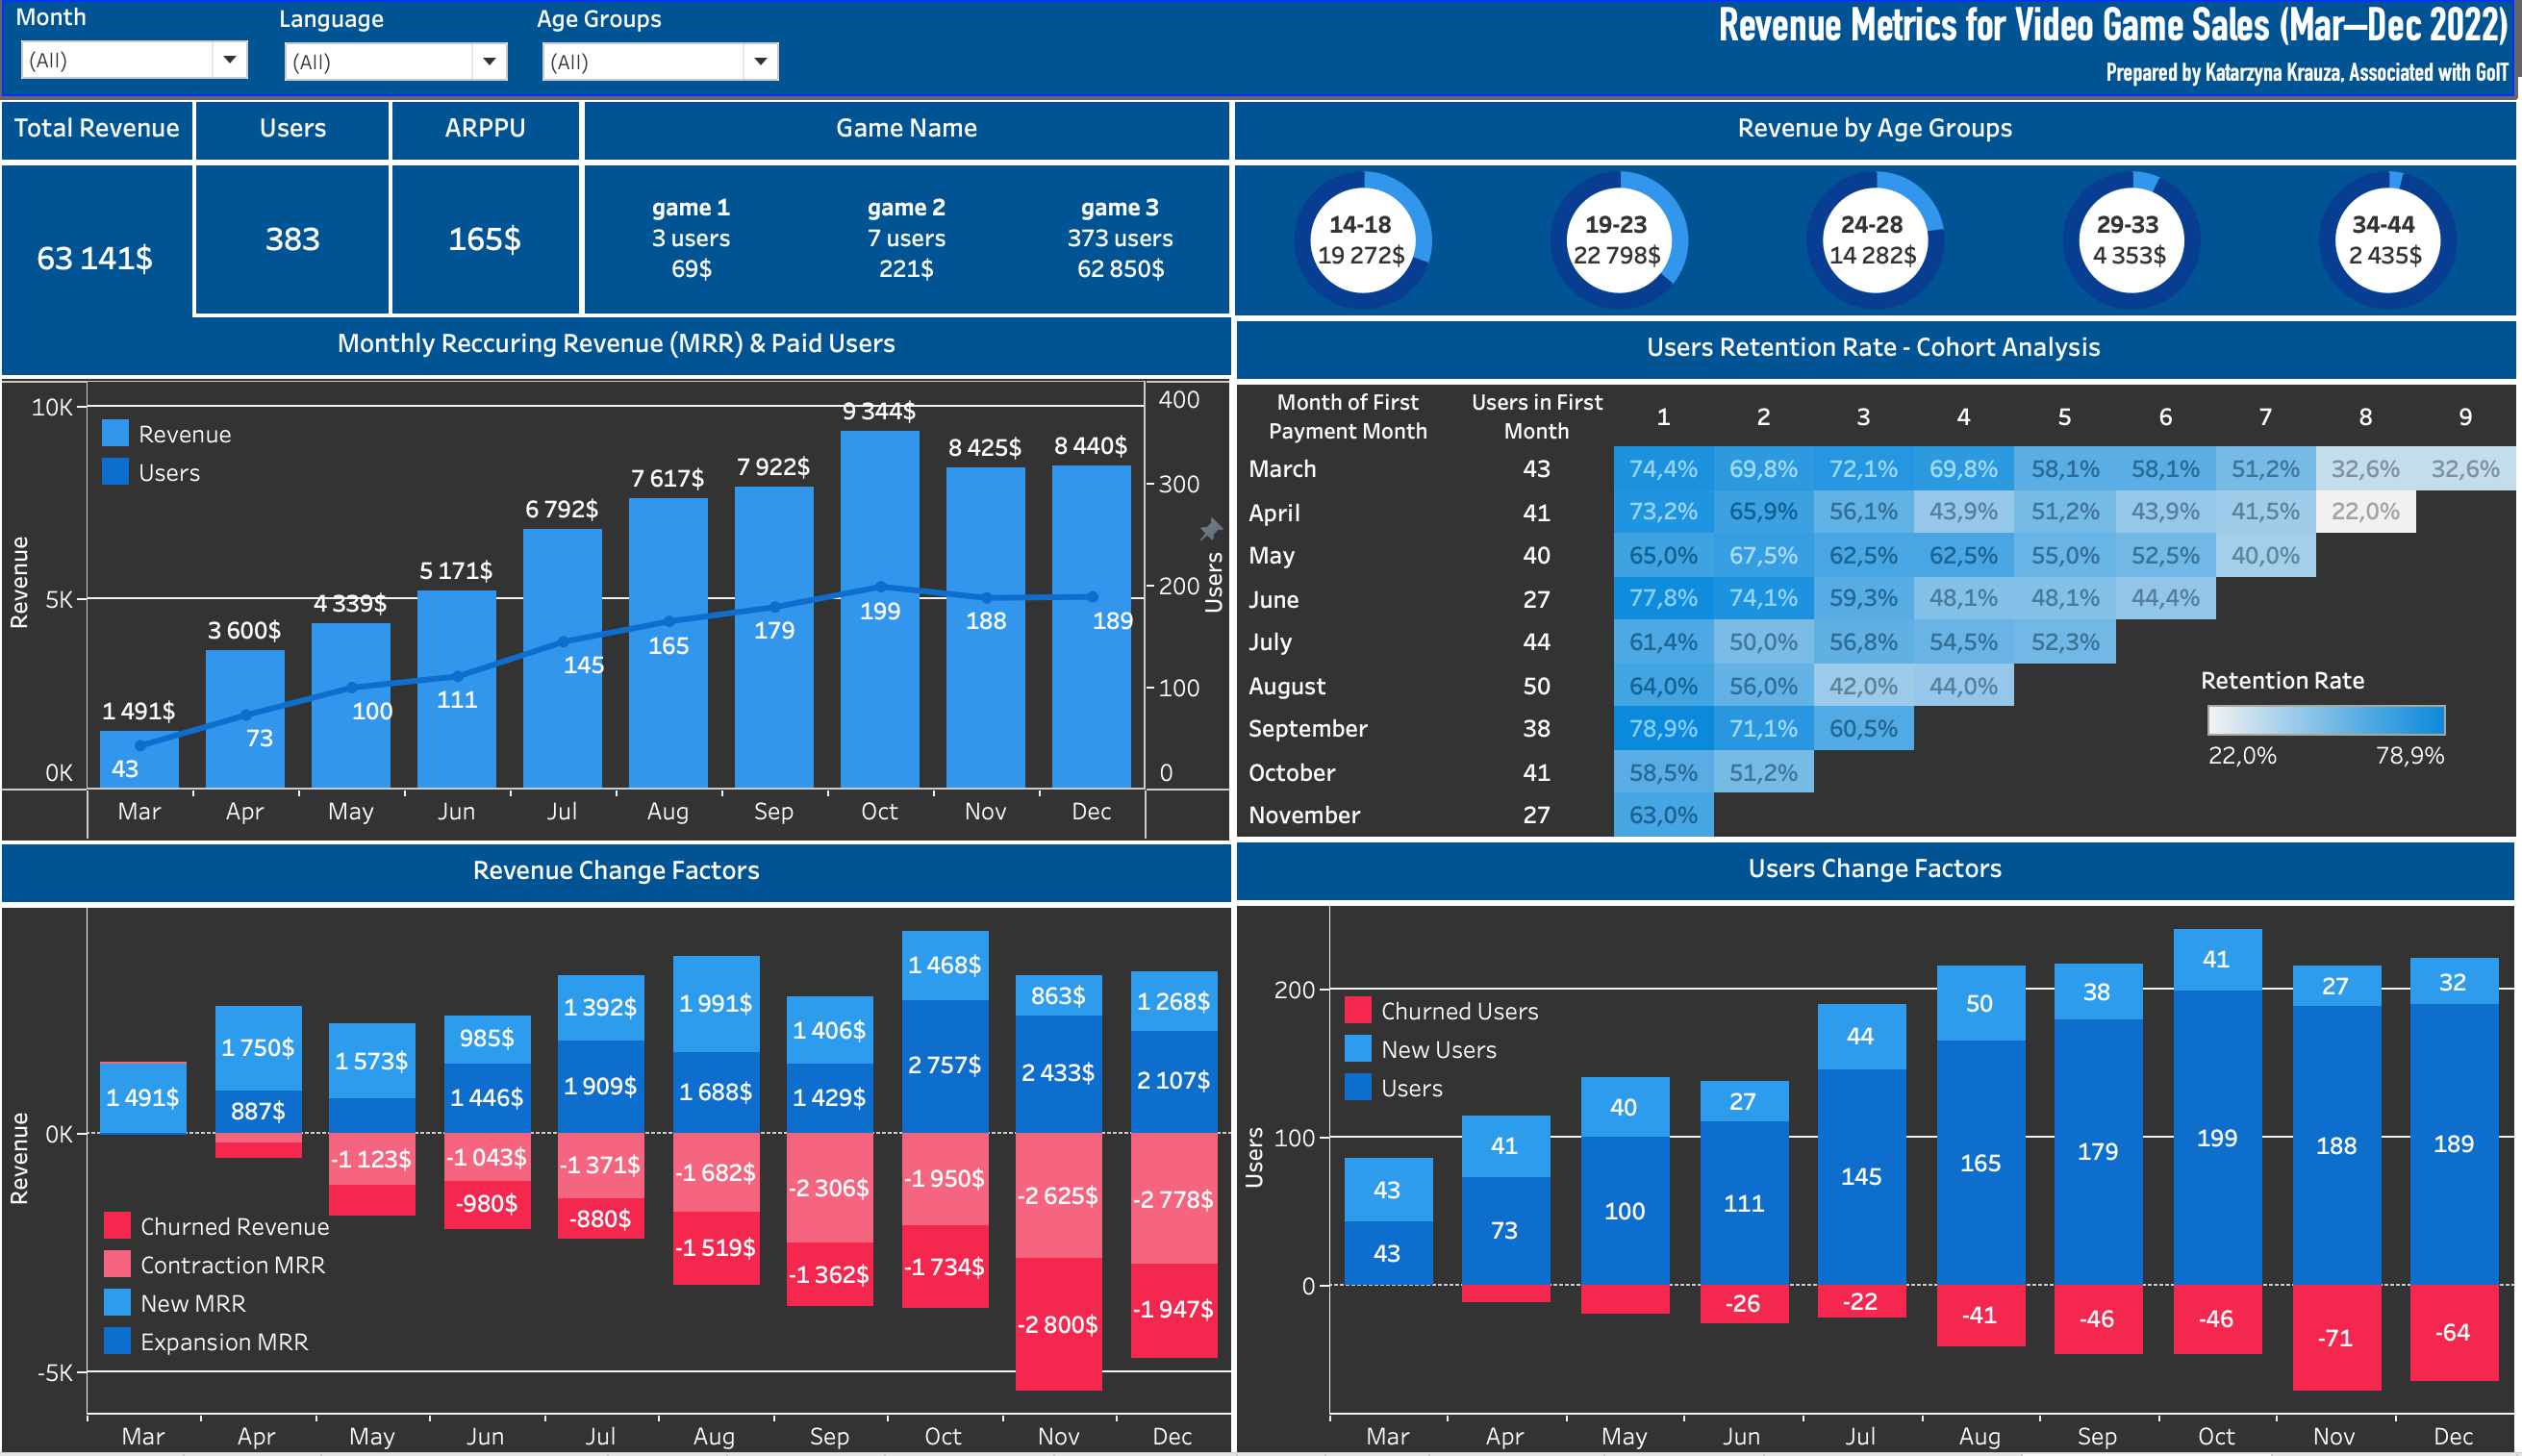 Month
Language
Age Groups
(All)
(All)
(All)
Revenue Metrics for Video Game Sales (Mar–Dec 2022)
Prepared by Katarzyna Krauza, Associated with GoIT
Total Revenue
Users
ARPPU
Game Name
Revenue by Age Groups
63 141$
383
165$
game 1
3 users
69$
game 2
7 users
221$
game 3
373 users
62 850$
14-18
19 272$
19-23
22 798$
24-28
14 282$
29-33
4 353$
34-44
2 435$
Monthly Reccuring Revenue (MRR) & Paid Users
Revenue
10K
5K
0K
Revenue
Users
1 491$
3 600$
4 339$
5 171$
6 792$
7 617$
7 922$
9 344$
8 425$
8 440$
43
73
100
111
145
165
179
199
188
189
400
300
200
100
0
Users
Mar Apr May Jun Jul Aug Sep Oct Nov Dec
Users Retention Rate - Cohort Analysis
Month of First
Payment Month
Users in First
Month
1 2 3 4 5 6 7 8 9
March 43 74,4% 69,8% 72,1% 69,8% 58,1% 58,1% 51,2% 32,6% 32,6%
April 41 73,2% 65,9% 56,1% 43,9% 51,2% 43,9% 41,5% 22,0%
May 40 65,0% 67,5% 62,5% 62,5% 55,0% 52,5% 40,0%
June 27 77,8% 74,1% 59,3% 48,1% 48,1% 44,4%
July 44 61,4% 50,0% 56,8% 54,5% 52,3%
August 50 64,0% 56,0% 42,0% 44,0%
September 38 78,9% 71,1% 60,5%
October 41 58,5% 51,2%
November 27 63,0%
Retention Rate
22,0% 78,9%
Revenue Change Factors
Revenue
0K
-5K
1 491$
1 750$
887$
1 573$
-1 123$
985$
1 446$
-1 043$
-980$
1 392$
1 909$
-1 371$
-880$
1 991$
1 688$
-1 682$
-1 519$
1 406$
1 429$
-2 306$
-1 362$
1 468$
2 757$
-1 950$
-1 734$
863$
2 433$
-2 625$
-2 800$
1 268$
2 107$
-2 778$
-1 947$
Churned Revenue
Contraction MRR
New MRR
Expansion MRR
Mar Apr May Jun Jul Aug Sep Oct Nov Dec
Users Change Factors
Users
200
100
0
Churned Users
New Users
Users
43
43
41
73
40
100
27
111
-26
44
145
-22
50
165
-41
38
179
-46
41
199
-46
27
188
-71
32
189
-64
Mar Apr May Jun Jul Aug Sep Oct Nov Dec